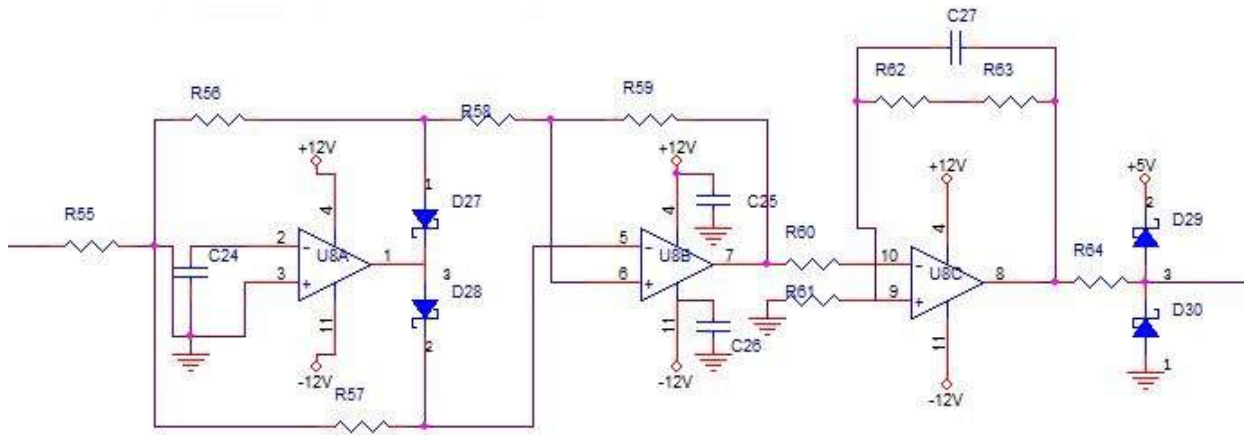 C27
R62 R63
R56 R58 R59
+12V +12V +12V +5V
1 2
R55 D27 C25 D29
4 4 4
C24 2 - U8A 1 5 - U8B 7 R60 10 - U8C 8 R64
3 + 3 6 + R61 9 + 3
D28 D30
11 11 C26 11 1
2
-12V -12V -12V
R57